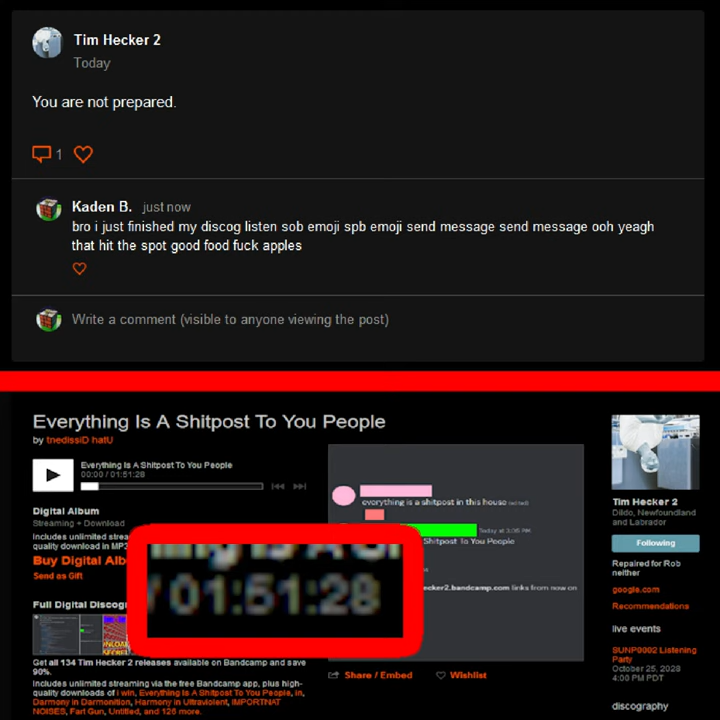 Tim Hecker 2
Today
You are not prepared.
1
Kaden B. just now
bro i just finished my discog listen sob emoji spb emoji send message send message ooh yeagh
that hit the spot good food fuck apples
Write a comment (visible to anyone viewing the post)
Everything Is A Shitpost To You People
by tnedissiD hatU
Everything Is A Shitpost To You People
00:00 / 01:51:28
Digital Album
Streaming + Download
Includes unlimited
quality download in MP3
Buy Digital Alb
Send as Gift
/ 01:51:28
Full Digital Discog
Get all 134 Tim Hecker 2 releases available on Bandcamp and save
90%.
Includes unlimited streaming via the free Bandcamp app, plus high-
quality downloads of i win, Everything Is A Shitpost To You People, in,
Darmony in Darmonition, Harmony in Ultraviolent, IMPORTNAT
NOISES, Fart Gun, Untitled, and 126 more.
everything is a shitpost in this house (edited)
Today at 3:05 PM
Shitpost To You People
ecker2.bandcamp.com links from now on
Share / Embed
Wishlist
Tim Hecker 2
Dildo, Newfoundland
and Labrador
Following
Repaired for Rob
neither
google.com
Recommendations
live events
SUNP0002 Listening
Party
October 25, 2028
4:00 PM PDT
discography